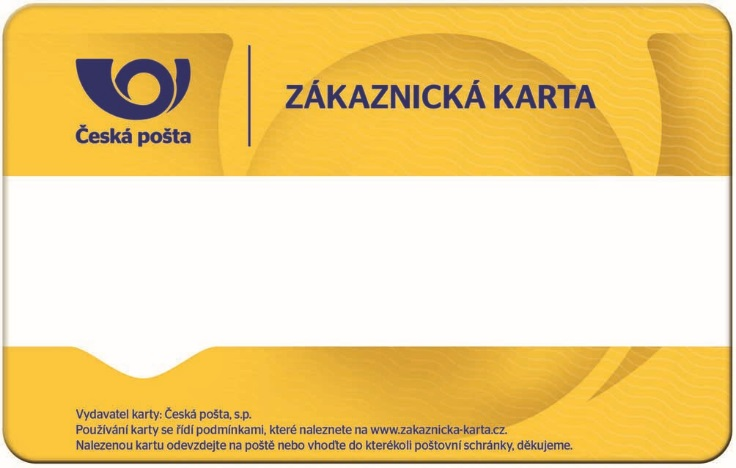 Česká pošta
ZÁKAZNICKÁ KARTA
Vydavatel karty: Česká pošta, s.p.
Používání karty se řídí podmínkami, které naleznete na www.zakaznicka-karta.cz.
Nalezenou kartu odevzdejte na poště nebo vhoďte do kterékoli poštovní schránky, děkujeme.